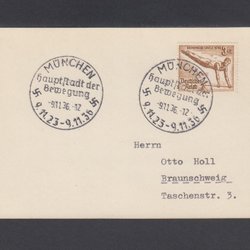 MÜNCHEN
Hauptstadt der
Bewegung
-9.11.36.-12
9.11.23-9.11.36
MÜNCHEN
Hauptstadt der
Bewegung
-9.11.36.-12
9.11.23-9.11.36
Deutsches
Reich
Herrn
Otto Holl
Braunschweig
Taschenstr. 3.